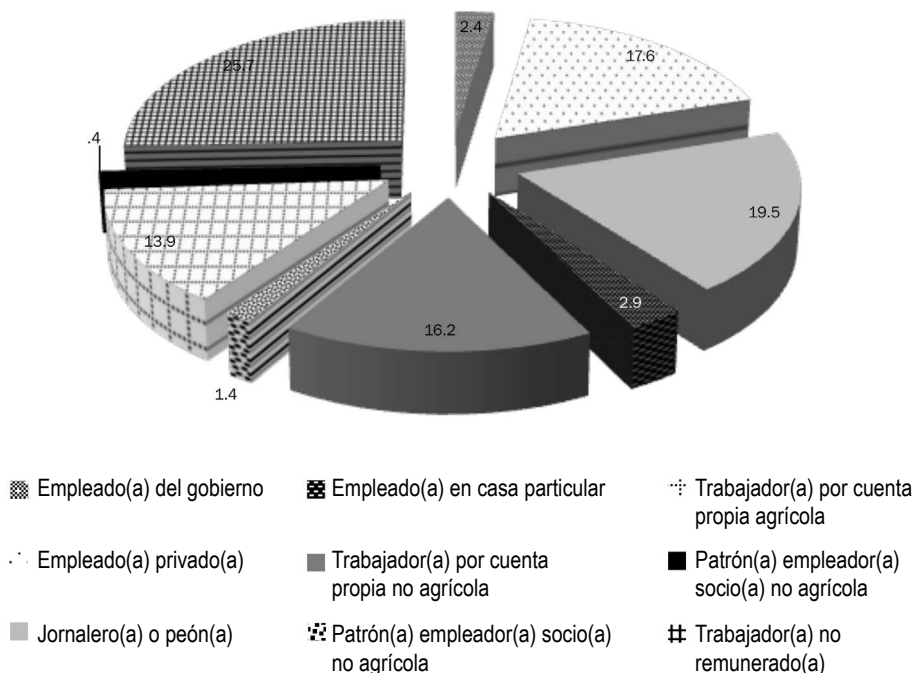 2.4
17.6
25.7
.4
19.5
13.9
2.9
16.2
1.4
Empleado(a) del gobierno
Empleado(a) en casa particular
Trabajador(a) por cuenta
propia agrícola
Empleado(a) privado(a)
Trabajador(a) por cuenta
propia no agrícola
Patrón(a) empleador(a)
socio(a) no agrícola
Jornalero(a) o peón(a)
Patrón(a) empleador(a) socio(a)
no agrícola
Trabajador(a) no
remunerado(a)